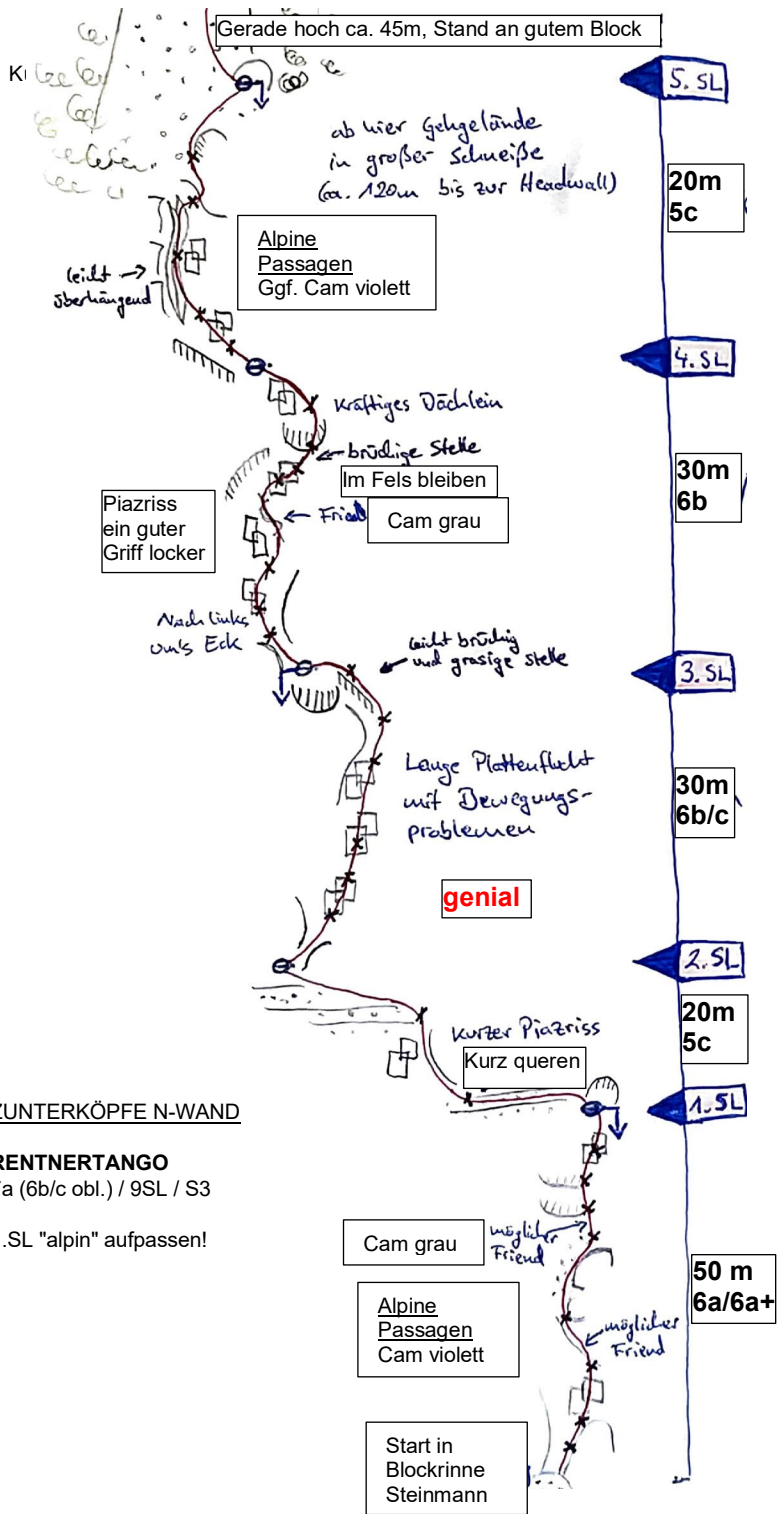 Gerade hoch ca. 45m, Stand an gutem Block
5. SL
ab hier Gehgelände
in großer Schneiße
(ca. 120m bis zur Headwall)
20m
5c
Alpine
Passagen
Ggf. Cam violett
leicht
überhängend
4. SL
kräftiges Dächlein
brüchige Stelle
Im Fels bleiben
30m
6b
Piazriss
ein guter
Griff locker
Friend
Cam grau
Nach links
um's Eck
leicht brüchig
und grasige stelle
3. SL
Lange Plattenflucht
mit Bewegungs-
problemen
30m
6b/c
genial
2. SL
20m
5c
kurzer Piazriss
Kurz queren
1. SL
ZUNTERKÖPFE N-WAND
RENTNERTANGO
a (6b/c obl.) / 9SL / S3
.SL "alpin" aufpassen!
Cam grau
möglicher
Friend
?
50 m
6a/6a+
Alpine
Passagen
Cam violett
möglicher
Friend
Start in
Blockrinne
Steinmann